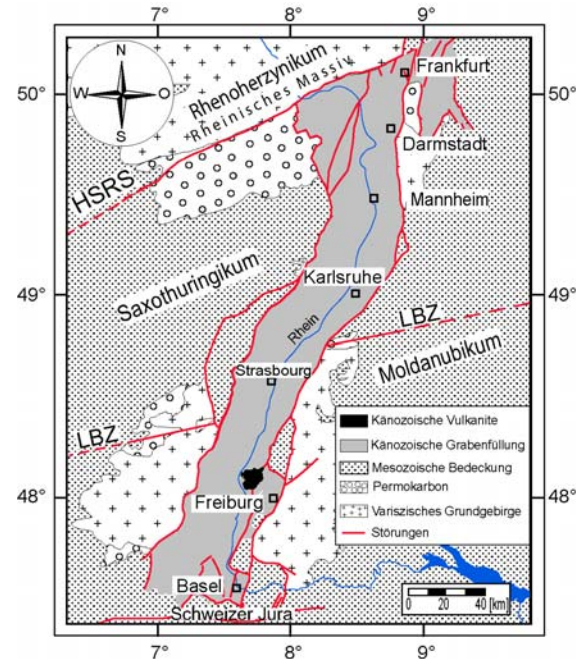 7° 8° 9°
N
W O
S
50° 50°
Frankfurt
Rhenoherzynikum
Rheinisches Massiv
Darmstadt
HSRS
Mannheim
Saxothuringikum
Karlsruhe
49° 49°
Rhein
LBZ
Moldanubikum
Strasbourg
LBZ
Känozoische Vulkanite
Känozoische Grabenfüllung
Mesozoische Bedeckung
Permokarbon
Variszisches Grundgebirge
Störungen
48° 48°
Freiburg
Basel
0 20 40 [km]
Schweizer Jura
7° 8° 9°